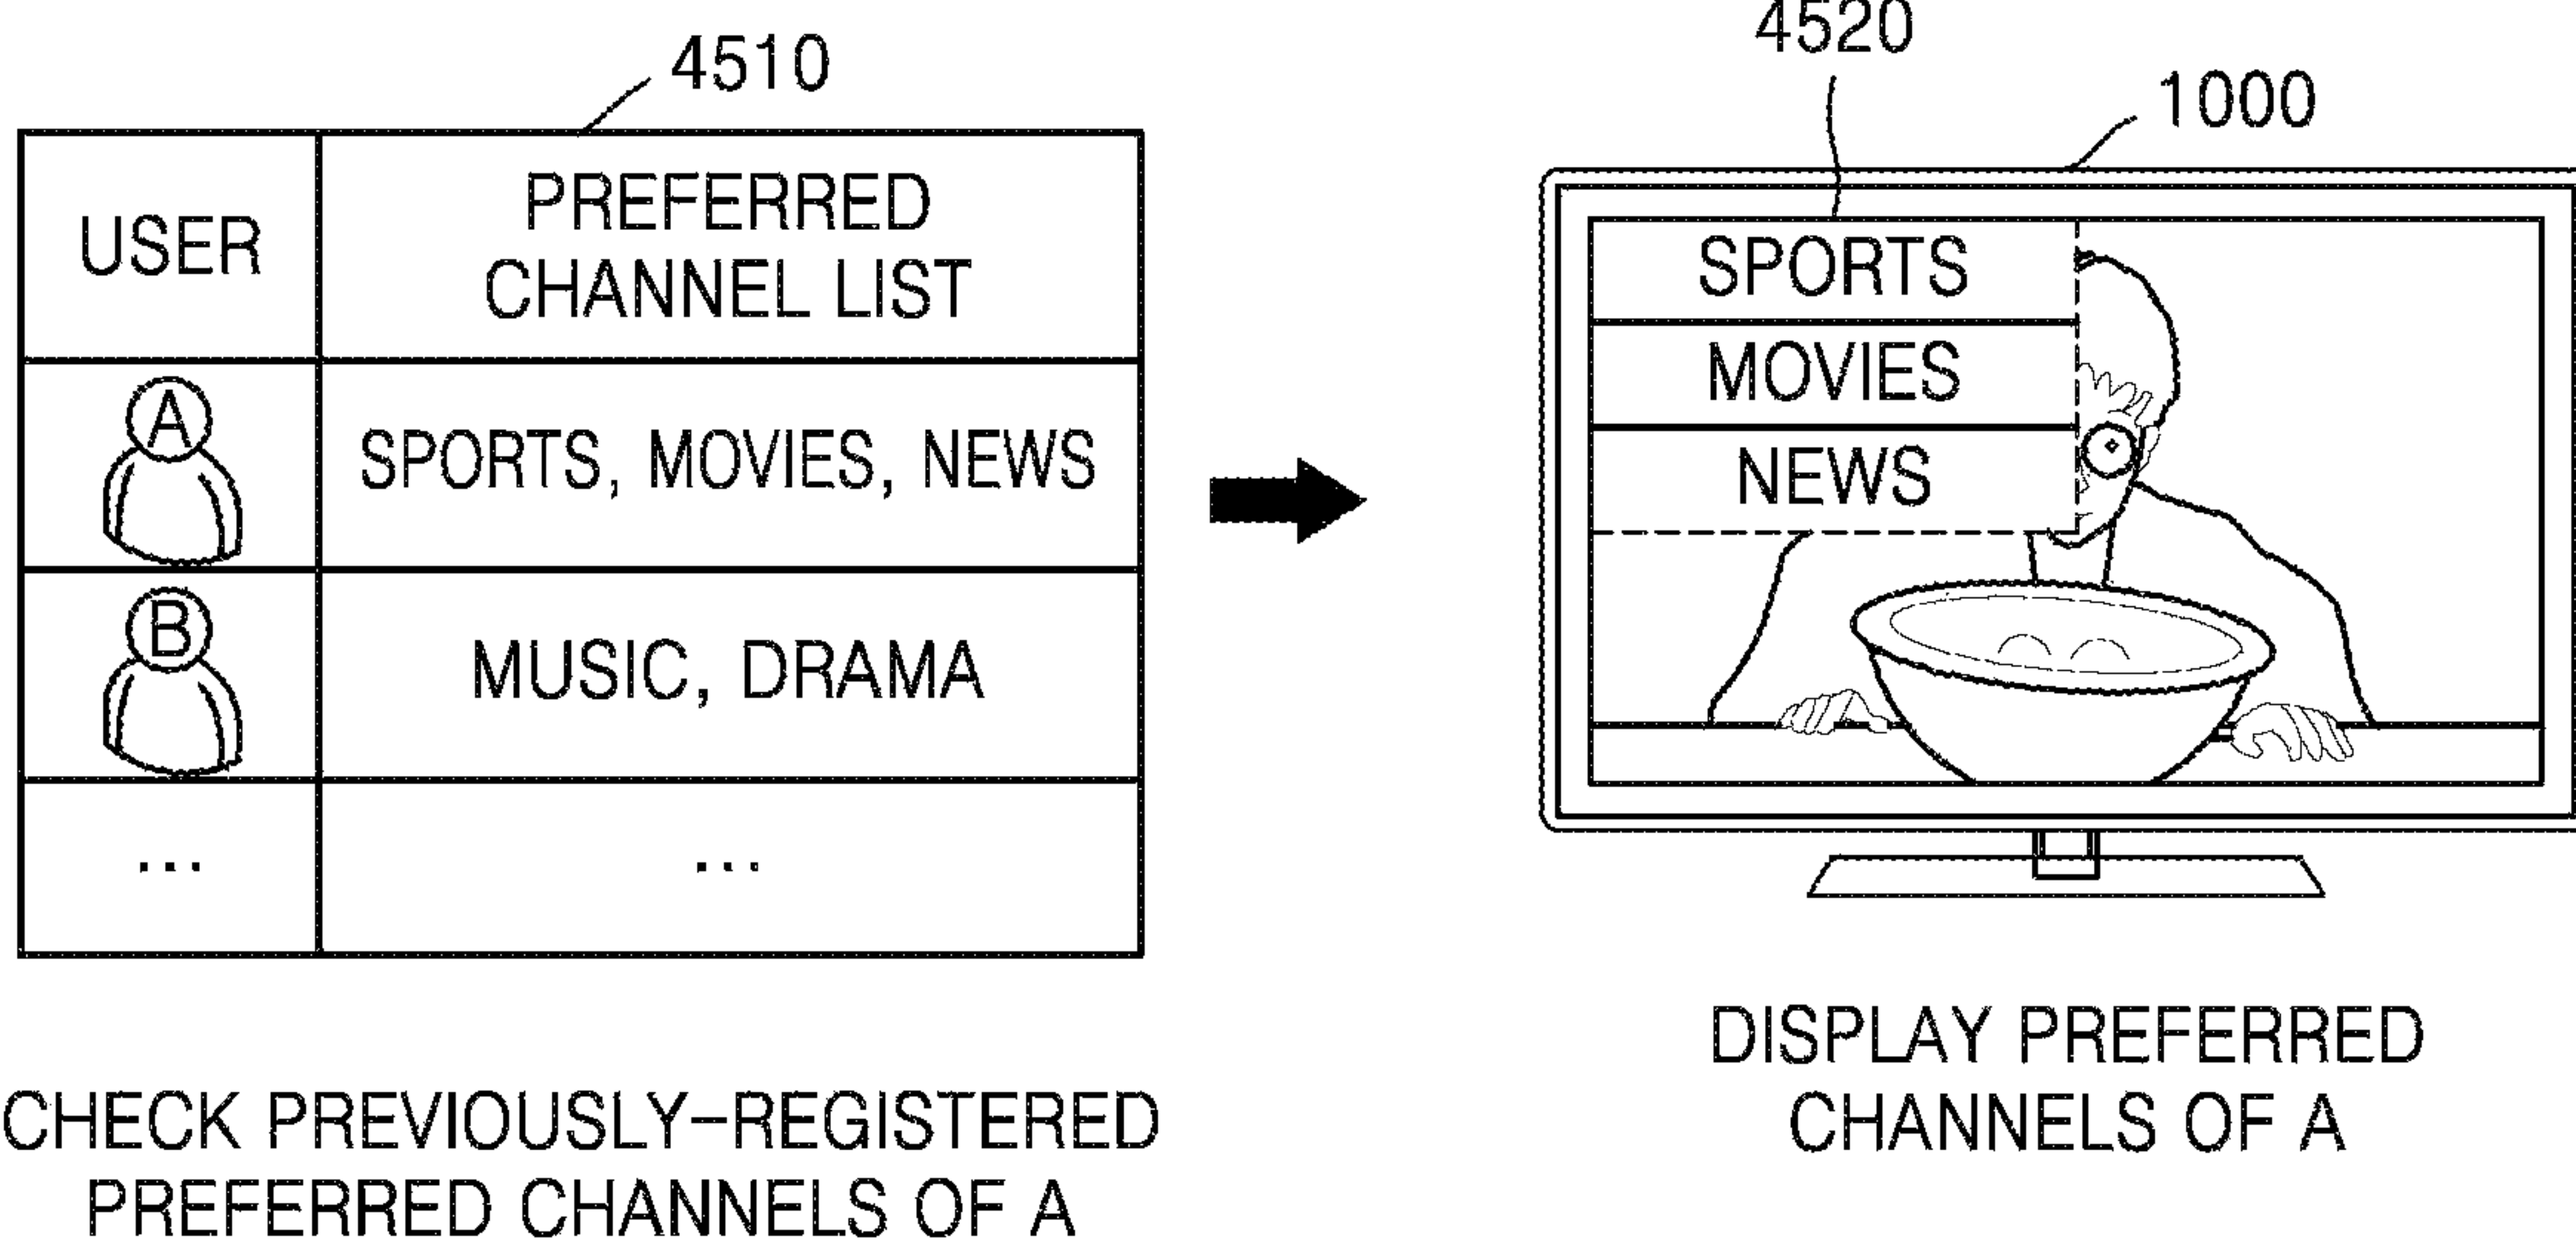 4510
USER
PREFERRED
CHANNEL LIST
A
SPORTS, MOVIES, NEWS
B
MUSIC, DRAMA
... ...
CHECK PREVIOUSLY-REGISTERED
PREFERRED CHANNELS OF A
4520
1000
SPORTS
MOVIES
NEWS
DISPLAY PREFERRED
CHANNELS OF A